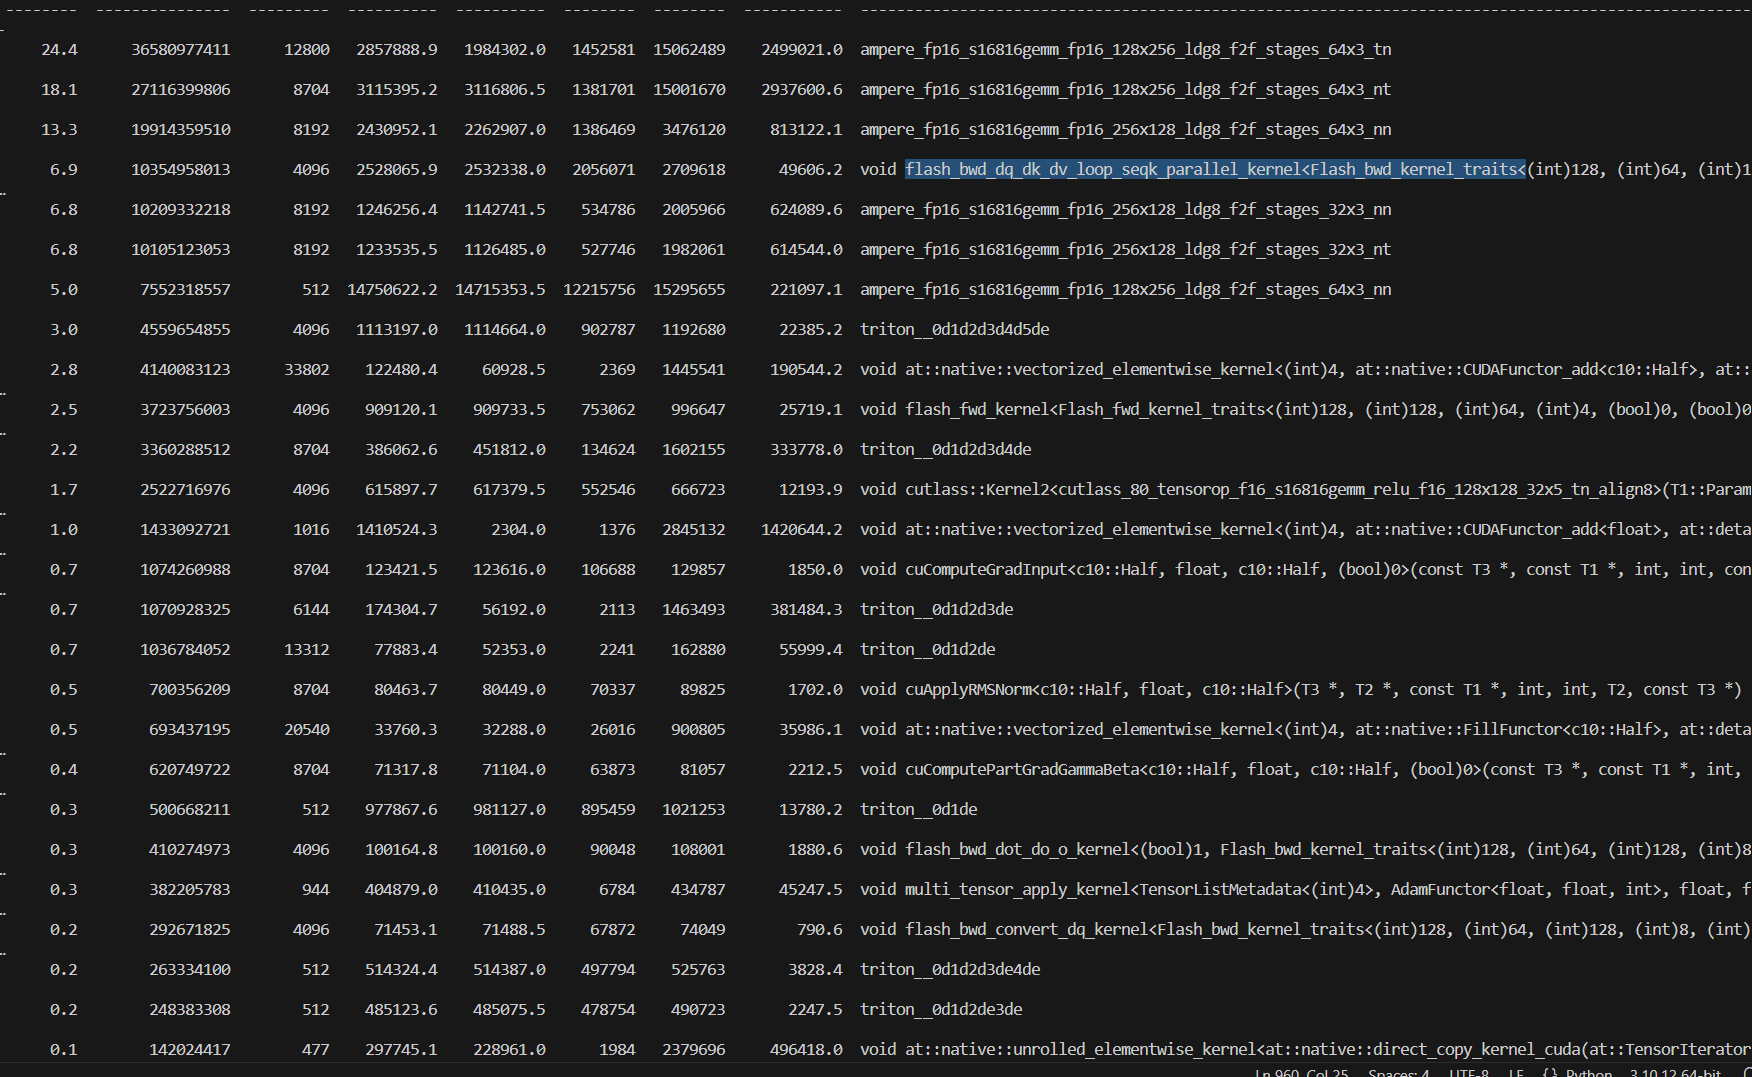 -------- --------------- --------- ---------- ---------- -------- -------- ----------- ----------------------------------------------------------------------------------------------------
24.4 36580977411 12800 2857888.9 1984302.0 1452581 15062489 2499021.0 ampere_fp16_s16816gemm_fp16_128x256_ldg8_f2f_stages_64x3_tn
18.1 27116399806 8704 3115395.2 3116806.5 1381701 15001670 2937600.6 ampere_fp16_s16816gemm_fp16_128x256_ldg8_f2f_stages_64x3_nt
13.3 19914359510 8192 2430952.1 2262907.0 1386469 3476120 813122.1 ampere_fp16_s16816gemm_fp16_256x128_ldg8_f2f_stages_64x3_nn
6.9 10354958013 4096 2528065.9 2532338.0 2056071 2709618 49606.2 void flash_bwd_dq_dk_dv_loop_seqk_parallel_kernel<Flash_bwd_kernel_traits<(int)128, (int)64, (int)1
6.8 10209332218 8192 1246256.4 1142741.5 534786 2005966 624089.6 ampere_fp16_s16816gemm_fp16_256x128_ldg8_f2f_stages_32x3_nn
6.8 10105123053 8192 1233535.5 1126485.0 527746 1982061 614544.0 ampere_fp16_s16816gemm_fp16_256x128_ldg8_f2f_stages_32x3_nt
5.0 7552318557 512 14750622.2 14715353.5 12215756 15295655 221097.1 ampere_fp16_s16816gemm_fp16_128x256_ldg8_f2f_stages_64x3_nn
3.0 4559654855 4096 1113197.0 1114664.0 902787 1192680 22385.2 triton__0d1d2d3d4d5de
2.8 4140083123 33802 122480.4 60928.5 2369 1445541 190544.2 void at::native::vectorized_elementwise_kernel<(int)4, at::native::CUDAFunctor_add<c10::Half>, at::
2.5 3723756003 4096 909120.1 909733.5 753062 996647 25719.1 void flash_fwd_kernel<Flash_fwd_kernel_traits<(int)128, (int)128, (int)64, (int)4, (bool)0, (bool)0
2.2 3360288512 8704 386062.6 451812.0 134624 1602155 333778.0 triton__0d1d2d3d4de
1.7 2522716976 4096 615897.7 617379.5 552546 666723 12193.9 void cutlass::Kernel2<cutlass_80_tensorop_f16_s16816gemm_relu_f16_128x128_32x5_tn_align8>(T1::Param
1.0 1433092721 1016 1410524.3 2304.0 1376 2845132 1420644.2 void at::native::vectorized_elementwise_kernel<(int)4, at::native::CUDAFunctor_add<float>, at::deta
0.7 1074260988 8704 123421.5 123616.0 106688 129857 1850.0 void cuComputeGradInput<c10::Half, float, c10::Half, (bool)0>(const T3 *, const T1 *, int, int, con
0.7 1070928325 6144 174304.7 56192.0 2113 1463493 381484.3 triton__0d1d2d3de
0.7 1036784052 13312 77883.4 52353.0 2241 162880 55999.4 triton__0d1d2de
0.5 700356209 8704 80463.7 80449.0 70337 89825 1702.0 void cuApplyRMSNorm<c10::Half, float, c10::Half>(T3 *, T2 *, const T1 *, int, int, T2, const T3 *)
0.5 693437195 20540 33760.3 32288.0 26016 900805 35986.1 void at::native::vectorized_elementwise_kernel<(int)4, at::native::FillFunctor<c10::Half>, at::deta
0.4 620749722 8704 71317.8 71104.0 63873 81057 2212.5 void cuComputePartGradGammaBeta<c10::Half, float, c10::Half, (bool)0>(const T3 *, const T1 *, int,
0.3 500668211 512 977867.6 981127.0 895459 1021253 13780.2 triton__0d1de
0.3 410274973 4096 100164.8 100160.0 90048 108001 1880.6 void flash_bwd_dot_do_o_kernel<(bool)1, Flash_bwd_kernel_traits<(int)128, (int)64, (int)128, (int)8
0.3 382205783 944 404879.0 410435.0 6784 434787 45247.5 void multi_tensor_apply_kernel<TensorListMetadata<(int)4>, AdamFunctor<float, float, int>, float, f
0.2 292671825 4096 71453.1 71488.5 67872 74049 790.6 void flash_bwd_convert_dq_kernel<Flash_bwd_kernel_traits<(int)128, (int)64, (int)128, (int)8, (int)
0.2 263334100 512 514324.4 514387.0 497794 525763 3828.4 triton__0d1d2d3de4de
0.2 248383308 512 485123.6 485075.5 478754 490723 2247.5 triton__0d1d2de3de
0.1 142024417 477 297745.1 228961.0 1984 2379696 496418.0 void at::native::unrolled_elementwise_kernel<at::native::direct_copy_kernel_cuda(at::TensorIterator
Ln 960, Col 25 Spaces: 4 UTF-8 LF {} Python 3.10.12 64-bit